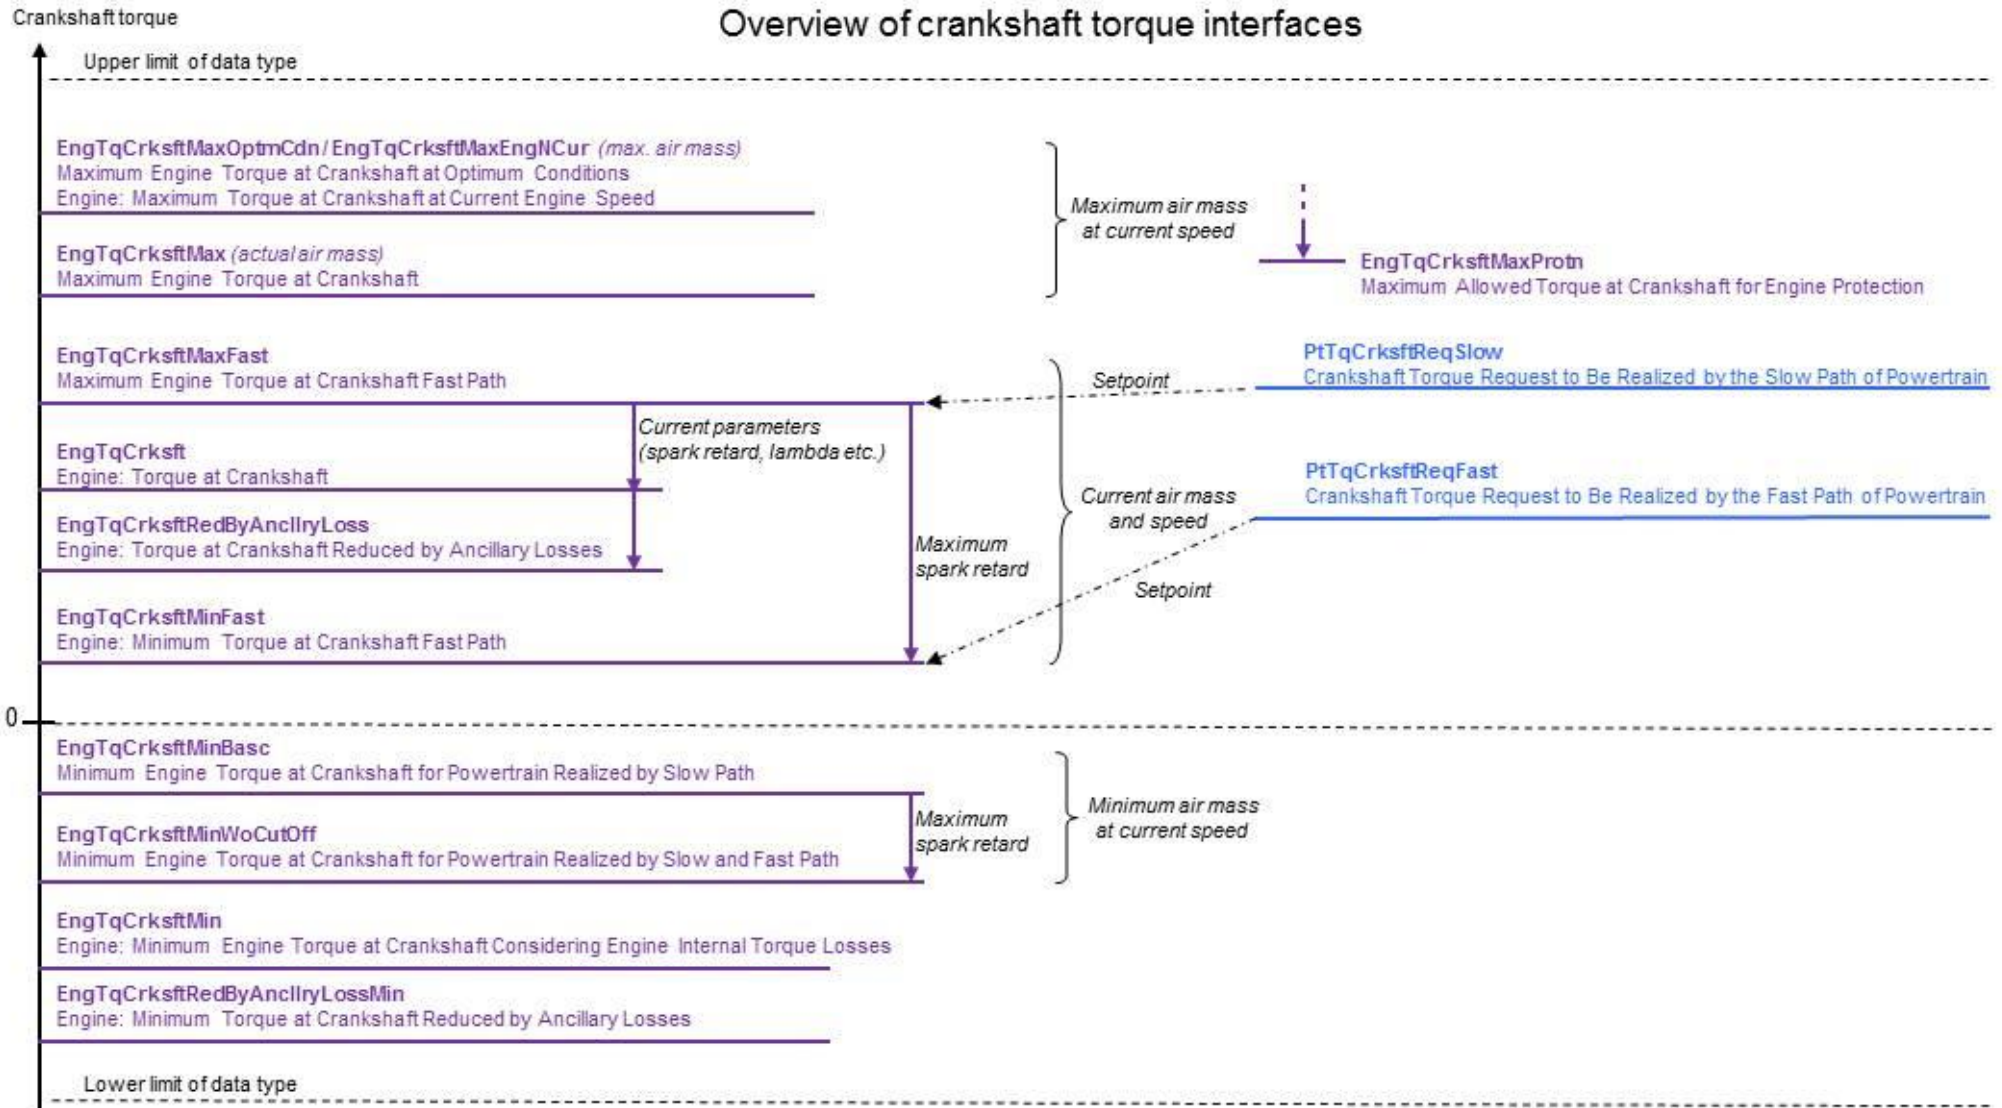 Crankshaft torque
Overview of crankshaft torque interfaces
Upper limit of data type
EngTqCrksftMaxOptmCdn / EngTqCrksftMaxEngNCur (max. air mass)
Maximum Engine Torque at Crankshaft at Optimum Conditions
Engine: Maximum Torque at Crankshaft at Current Engine Speed
Maximum air mass
at current speed
EngTqCrksftMax (actual air mass)
Maximum Engine Torque at Crankshaft
EngTqCrksftMaxProtn
Maximum Allowed Torque at Crankshaft for Engine Protection
EngTqCrksftMaxFast
Maximum Engine Torque at Crankshaft Fast Path
Setpoint
PtTqCrksftReqSlow
Crankshaft Torque Request to Be Realized by the Slow Path of Powertrain
Current parameters
(spark retard, lambda etc.)
EngTqCrksft
Engine: Torque at Crankshaft
Current air mass
and speed
PtTqCrksftReqFast
Crankshaft Torque Request to Be Realized by the Fast Path of Powertrain
EngTqCrksftRedByAncllryLoss
Engine: Torque at Crankshaft Reduced by Ancillary Losses
Maximum
spark retard
Setpoint
EngTqCrksftMinFast
Engine: Minimum Torque at Crankshaft Fast Path
0
EngTqCrksftMinBasc
Minimum Engine Torque at Crankshaft for Powertrain Realized by Slow Path
Maximum
spark retard
Minimum air mass
at current speed
EngTqCrksftMinWoCutOff
Minimum Engine Torque at Crankshaft for Powertrain Realized by Slow and Fast Path
EngTqCrksftMin
Engine: Minimum Engine Torque at Crankshaft Considering Engine Internal Torque Losses
EngTqCrksftRedByAncllryLossMin
Engine: Minimum Torque at Crankshaft Reduced by Ancillary Losses
Lower limit of data type